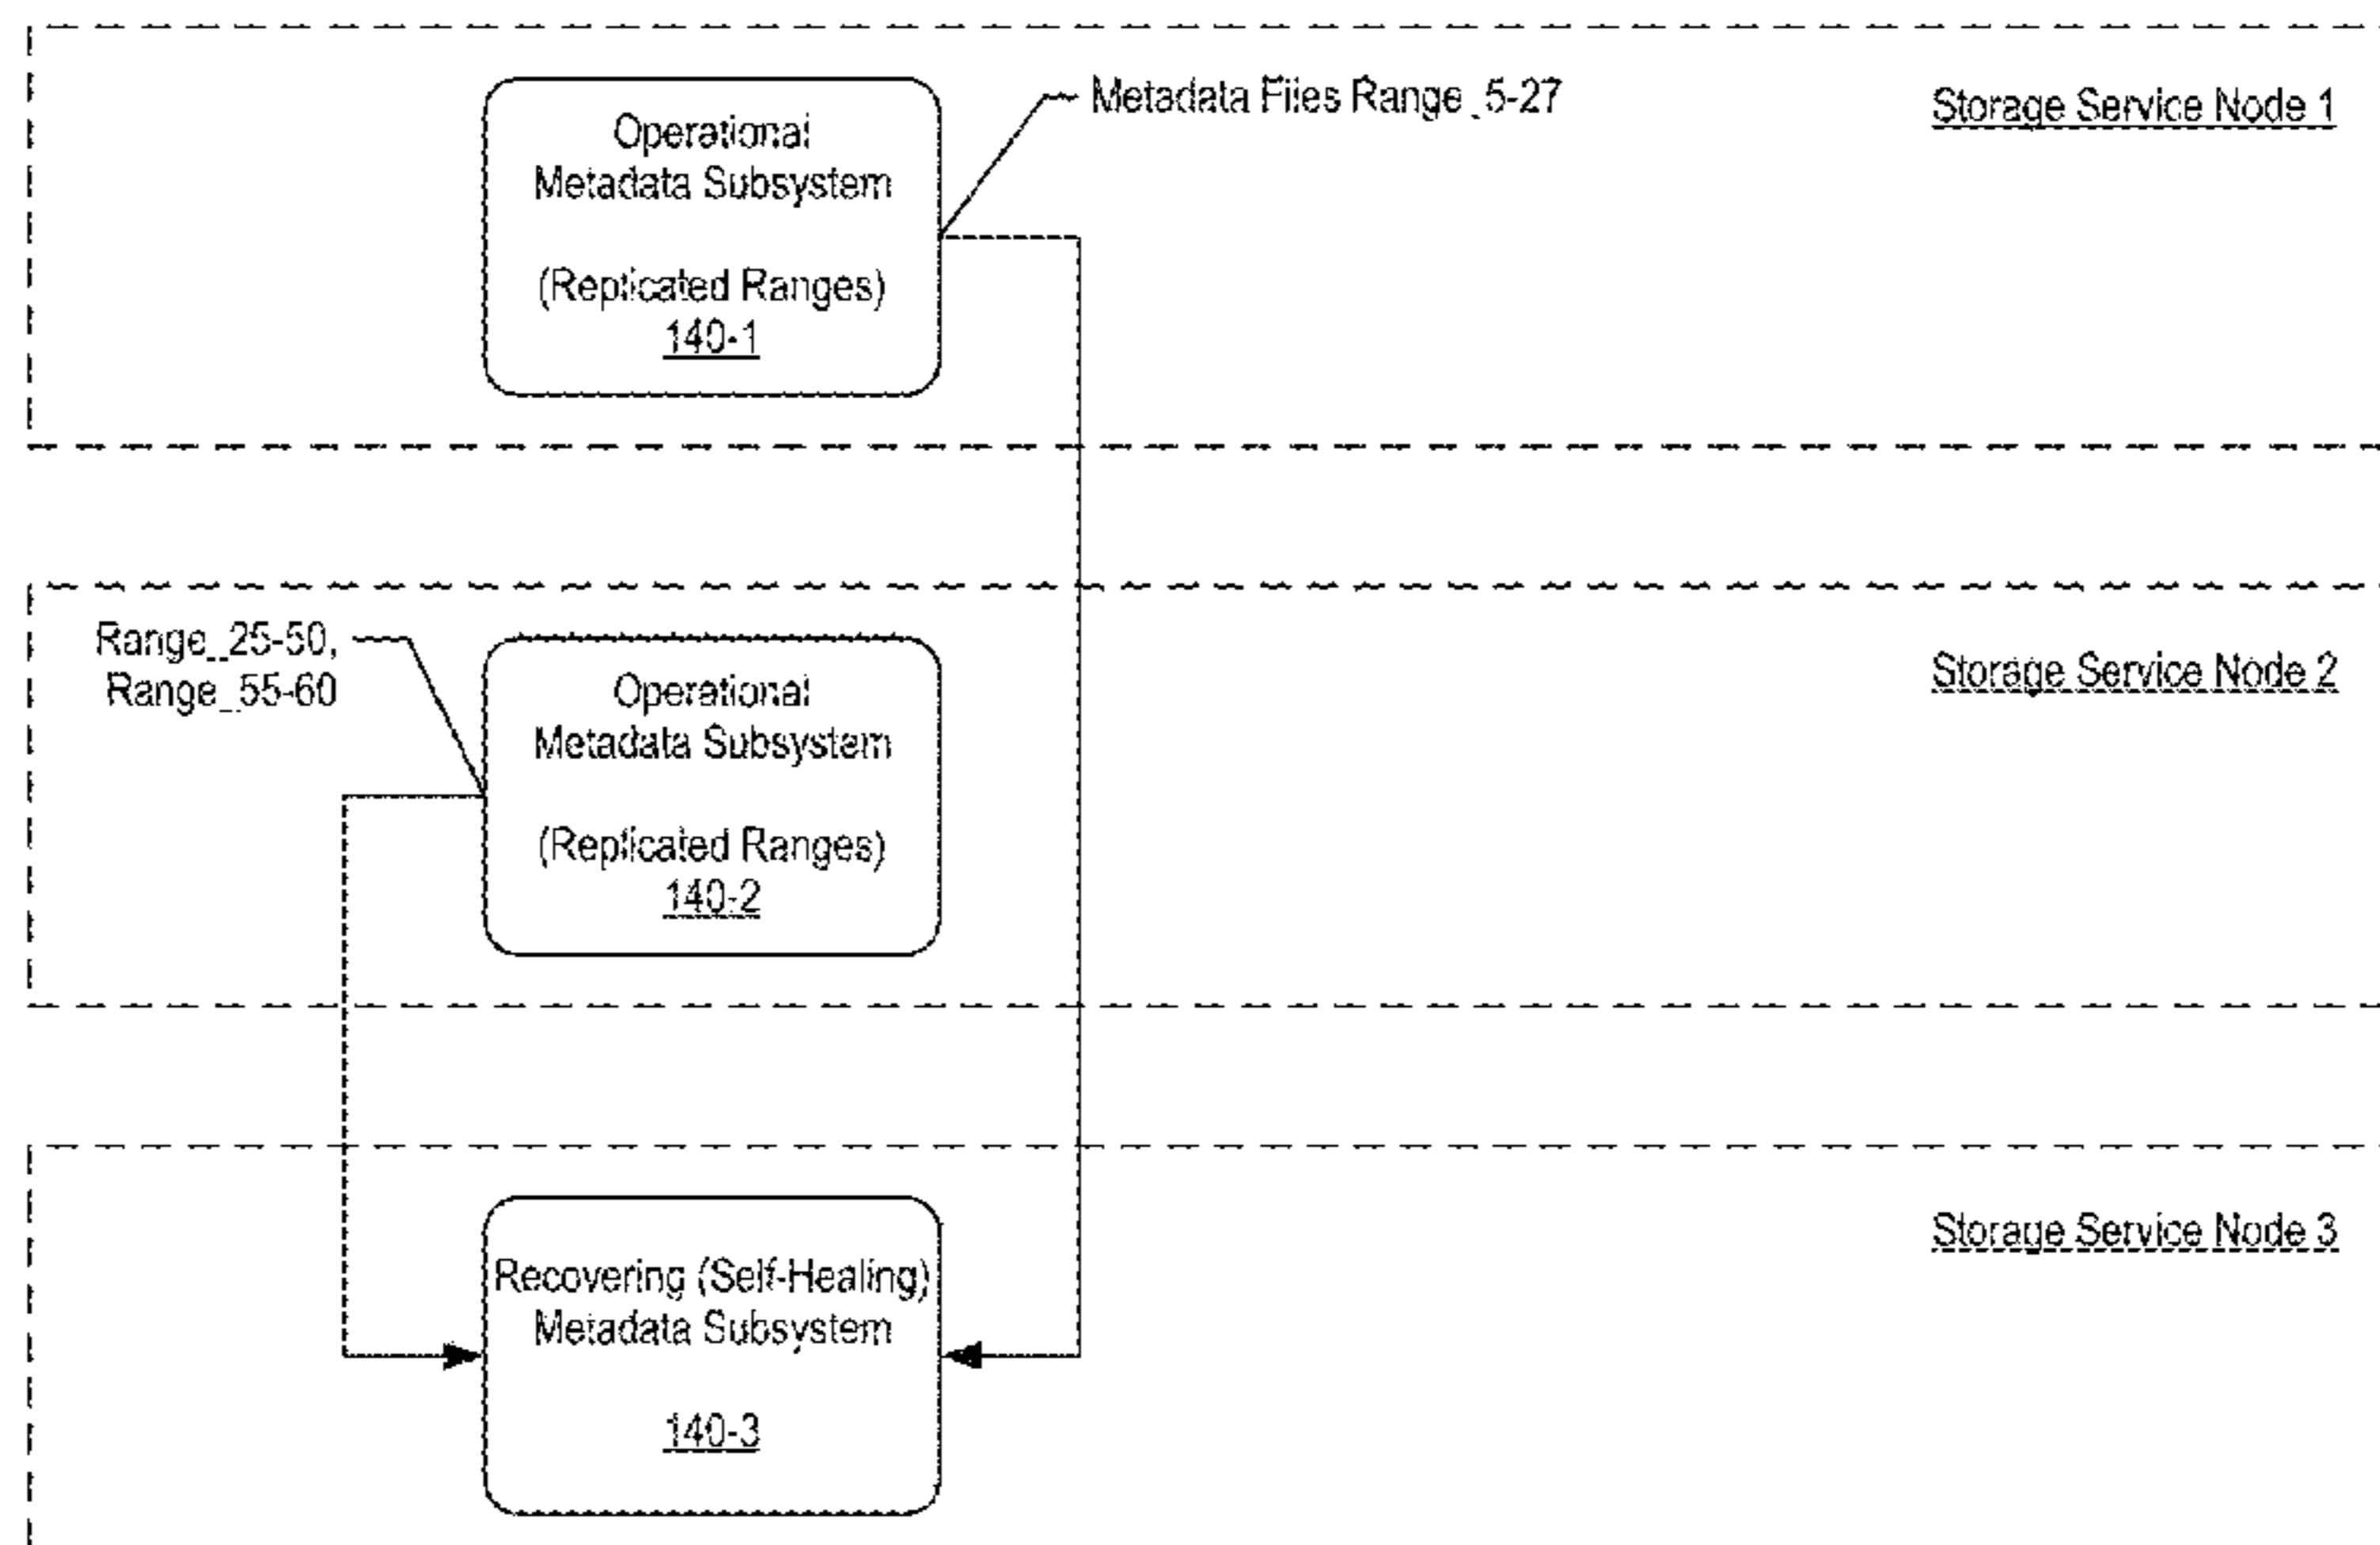 Operational
Metadata Subsystem
(Replicated Ranges)
140-1
Metadata Files Range_5-27
Storage Service Node 1
Range_25-50,
Range_55-60
Operational
Metadata Subsystem
(Replicated Ranges)
140-2
Storage Service Node 2
Recovering (Self-Healing)
Metadata Subsystem
140-3
Storage Service Node 3